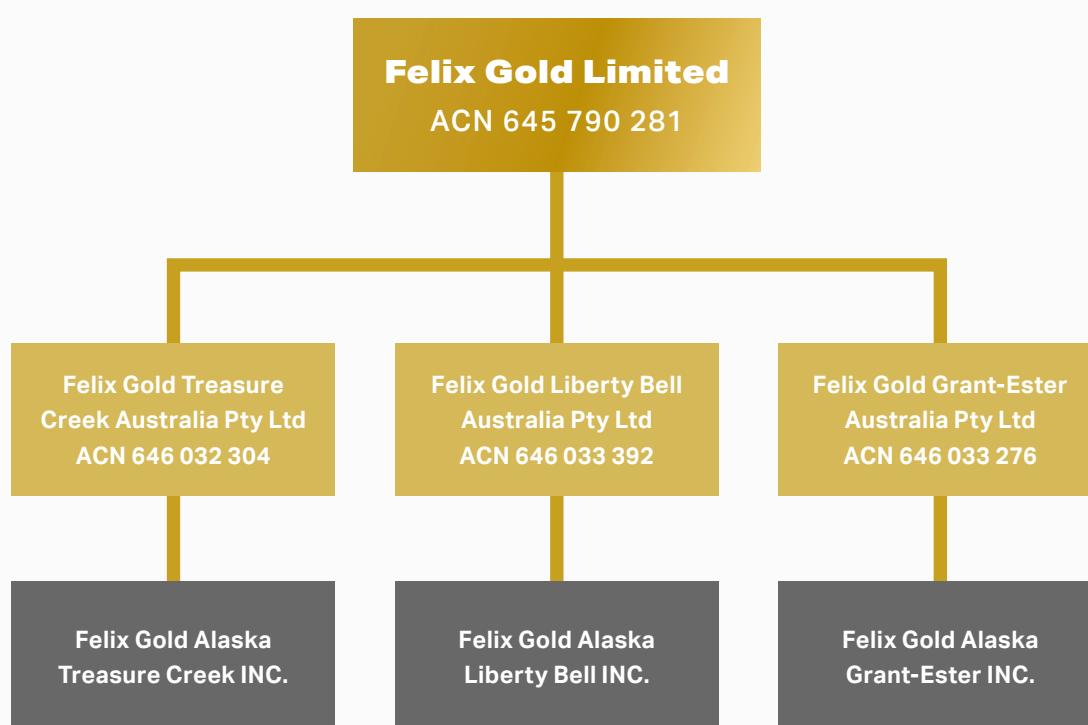 Felix Gold Limited
ACN 645 790 281
Felix Gold Treasure
Creek Australia Pty Ltd
ACN 646 032 304
Felix Gold Liberty Bell
Australia Pty Ltd
ACN 646 033 392
Felix Gold Grant-Ester
Australia Pty Ltd
ACN 646 033 276
Felix Gold Alaska
Treasure Creek INC.
Felix Gold Alaska
Liberty Bell INC.
Felix Gold Alaska
Grant-Ester INC.